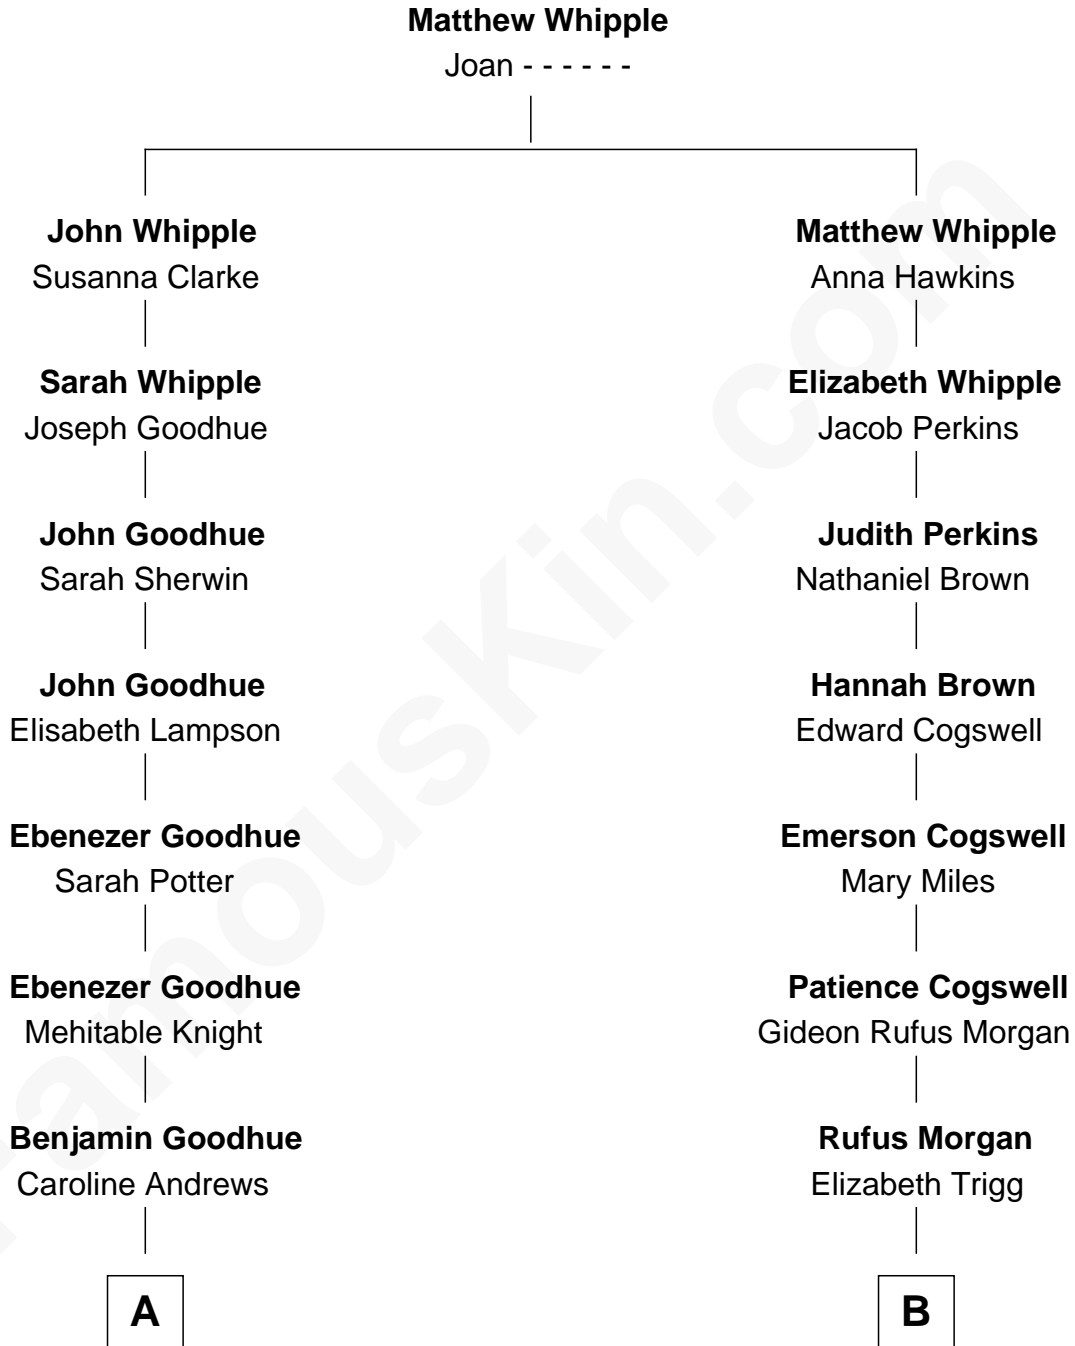 Matthew Whipple
Joan - - - - - -
John Whipple
Susanna Clarke
Matthew Whipple
Anna Hawkins
Sarah Whipple
Joseph Goodhue
Elizabeth Whipple
Jacob Perkins
John Goodhue
Sarah Sherwin
Judith Perkins
Nathaniel Brown
John Goodhue
Elisabeth Lampson
Hannah Brown
Edward Cogswell
Ebenezer Goodhue
Sarah Potter
Emerson Cogswell
Mary Miles
Ebenezer Goodhue
Mehitable Knight
Patience Cogswell
Gideon Rufus Morgan
Benjamin Goodhue
Caroline Andrews
Rufus Morgan
Elizabeth Trigg
A
B
FamousKin.com